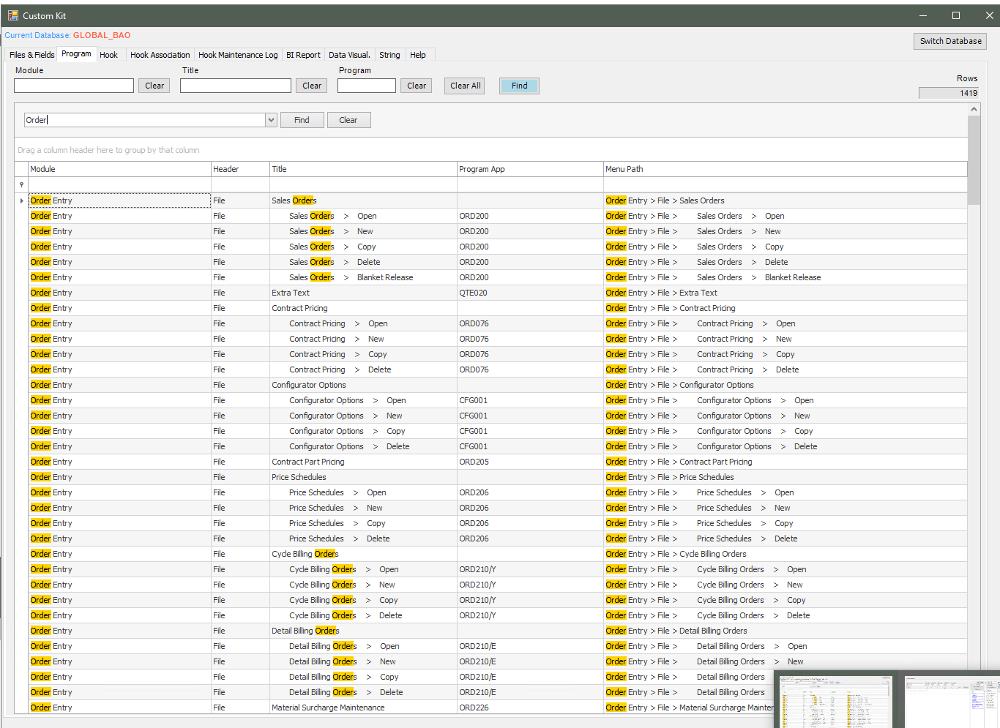 Custom Kit
Current Database: GLOBAL_BAO
Switch Database
Files & Fields Program Hook Hook Association Hook Maintenance Log BI Report Data Visual. String Help
Module Title Program
Rows
Clear Clear Clear Clear All Find
1419
Order Find Clear
Drag a column header here to group by that column
Module Header Title Program App Menu Path
Order Entry File Sales Orders Order Entry > File > Sales Orders
Order Entry File Sales Orders > Open ORD200 Order Entry > File > Sales Orders > Open
Order Entry File Sales Orders > New ORD200 Order Entry > File > Sales Orders > New
Order Entry File Sales Orders > Copy ORD200 Order Entry > File > Sales Orders > Copy
Order Entry File Sales Orders > Delete ORD200 Order Entry > File > Sales Orders > Delete
Order Entry File Sales Orders > Blanket Release ORD200 Order Entry > File > Sales Orders > Blanket Release
Order Entry File Extra Text QTE020 Order Entry > File > Extra Text
Order Entry File Contract Pricing Order Entry > File > Contract Pricing
Order Entry File Contract Pricing > Open ORD076 Order Entry > File > Contract Pricing > Open
Order Entry File Contract Pricing > New ORD076 Order Entry > File > Contract Pricing > New
Order Entry File Contract Pricing > Copy ORD076 Order Entry > File > Contract Pricing > Copy
Order Entry File Contract Pricing > Delete ORD076 Order Entry > File > Contract Pricing > Delete
Order Entry File Configurator Options Order Entry > File > Configurator Options
Order Entry File Configurator Options > Open CFG001 Order Entry > File > Configurator Options > Open
Order Entry File Configurator Options > New CFG001 Order Entry > File > Configurator Options > New
Order Entry File Configurator Options > Copy CFG001 Order Entry > File > Configurator Options > Copy
Order Entry File Configurator Options > Delete CFG001 Order Entry > File > Configurator Options > Delete
Order Entry File Contract Part Pricing ORD205 Order Entry > File > Contract Part Pricing
Order Entry File Price Schedules Order Entry > File > Price Schedules
Order Entry File Price Schedules > Open ORD206 Order Entry > File > Price Schedules > Open
Order Entry File Price Schedules > New ORD206 Order Entry > File > Price Schedules > New
Order Entry File Price Schedules > Copy ORD206 Order Entry > File > Price Schedules > Copy
Order Entry File Price Schedules > Delete ORD206 Order Entry > File > Price Schedules > Delete
Order Entry File Cycle Billing Orders Order Entry > File > Cycle Billing Orders
Order Entry File Cycle Billing Orders > Open ORD210/Y Order Entry > File > Cycle Billing Orders > Open
Order Entry File Cycle Billing Orders > New ORD210/Y Order Entry > File > Cycle Billing Orders > New
Order Entry File Cycle Billing Orders > Copy ORD210/Y Order Entry > File > Cycle Billing Orders > Copy
Order Entry File Cycle Billing Orders > Delete ORD210/Y Order Entry > File > Cycle Billing Orders > Delete
Order Entry File Detail Billing Orders Order Entry > File > Detail Billing Orders
Order Entry File Detail Billing Orders > Open ORD210/E Order Entry > File > Detail Billing Orders > Open
Order Entry File Detail Billing Orders > New ORD210/E Order Entry > File > Detail Billing Orders > New
Order Entry File Detail Billing Orders > Copy ORD210/E Order Entry > File > Detail Billing Orders
Order Entry File Detail Billing Orders > Delete ORD210/E Order Entry > File > Detail Billing Orders
Order Entry File Material Surcharge Maintenance ORD226 Order Entry > File > Material Surcharge Mainter